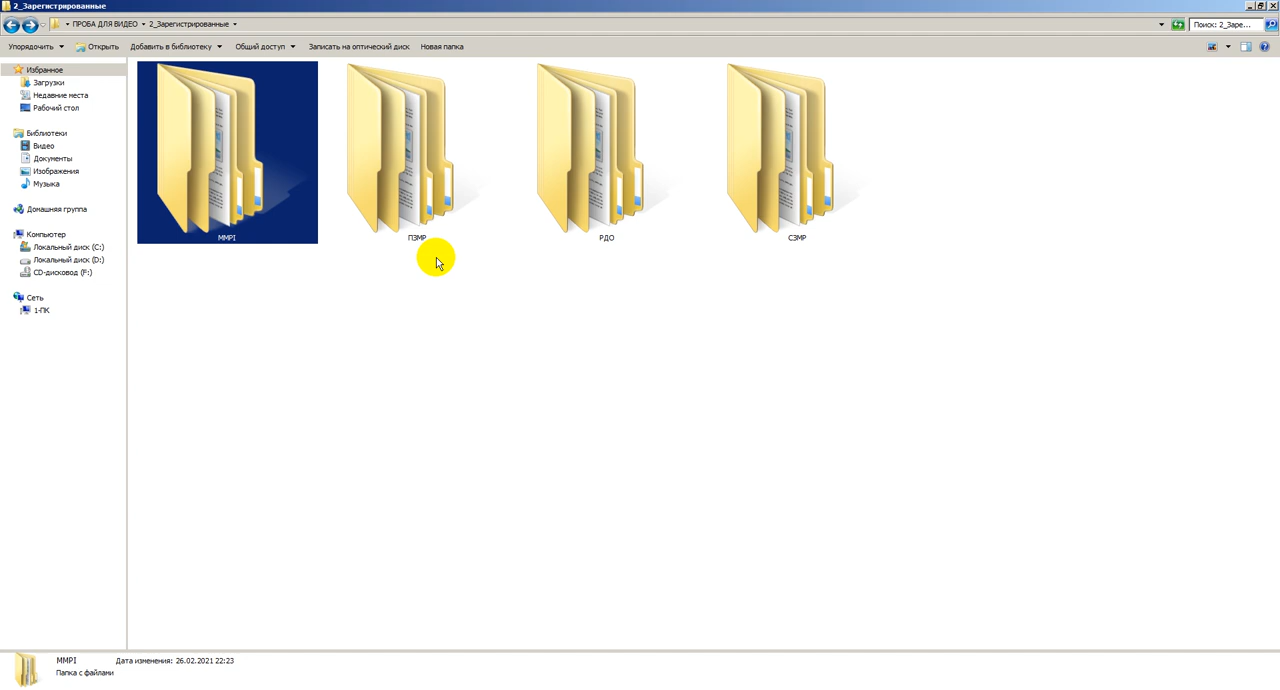 2_Зарегистрированные
ПРОБА ДЛЯ ВИДЕО
2_Зарегистрированные
Поиск: 2_Заре...
Упорядочить
Открыть
Добавить в библиотеку
Общий доступ
Записать на оптический диск
Новая папка
Избранное
Загрузки
Недавние места
Рабочий стол
Библиотеки
Видео
Документы
Изображения
Музыка
Домашняя группа
Компьютер
Локальный диск (C:)
Локальный диск (D:)
CD-дисковод (F:)
Сеть
1-ПК
MMPI
ПЗМР
РДО
СЗМР
MMPI Дата изменения: 26.02.2021 22:23
Папка с файлами